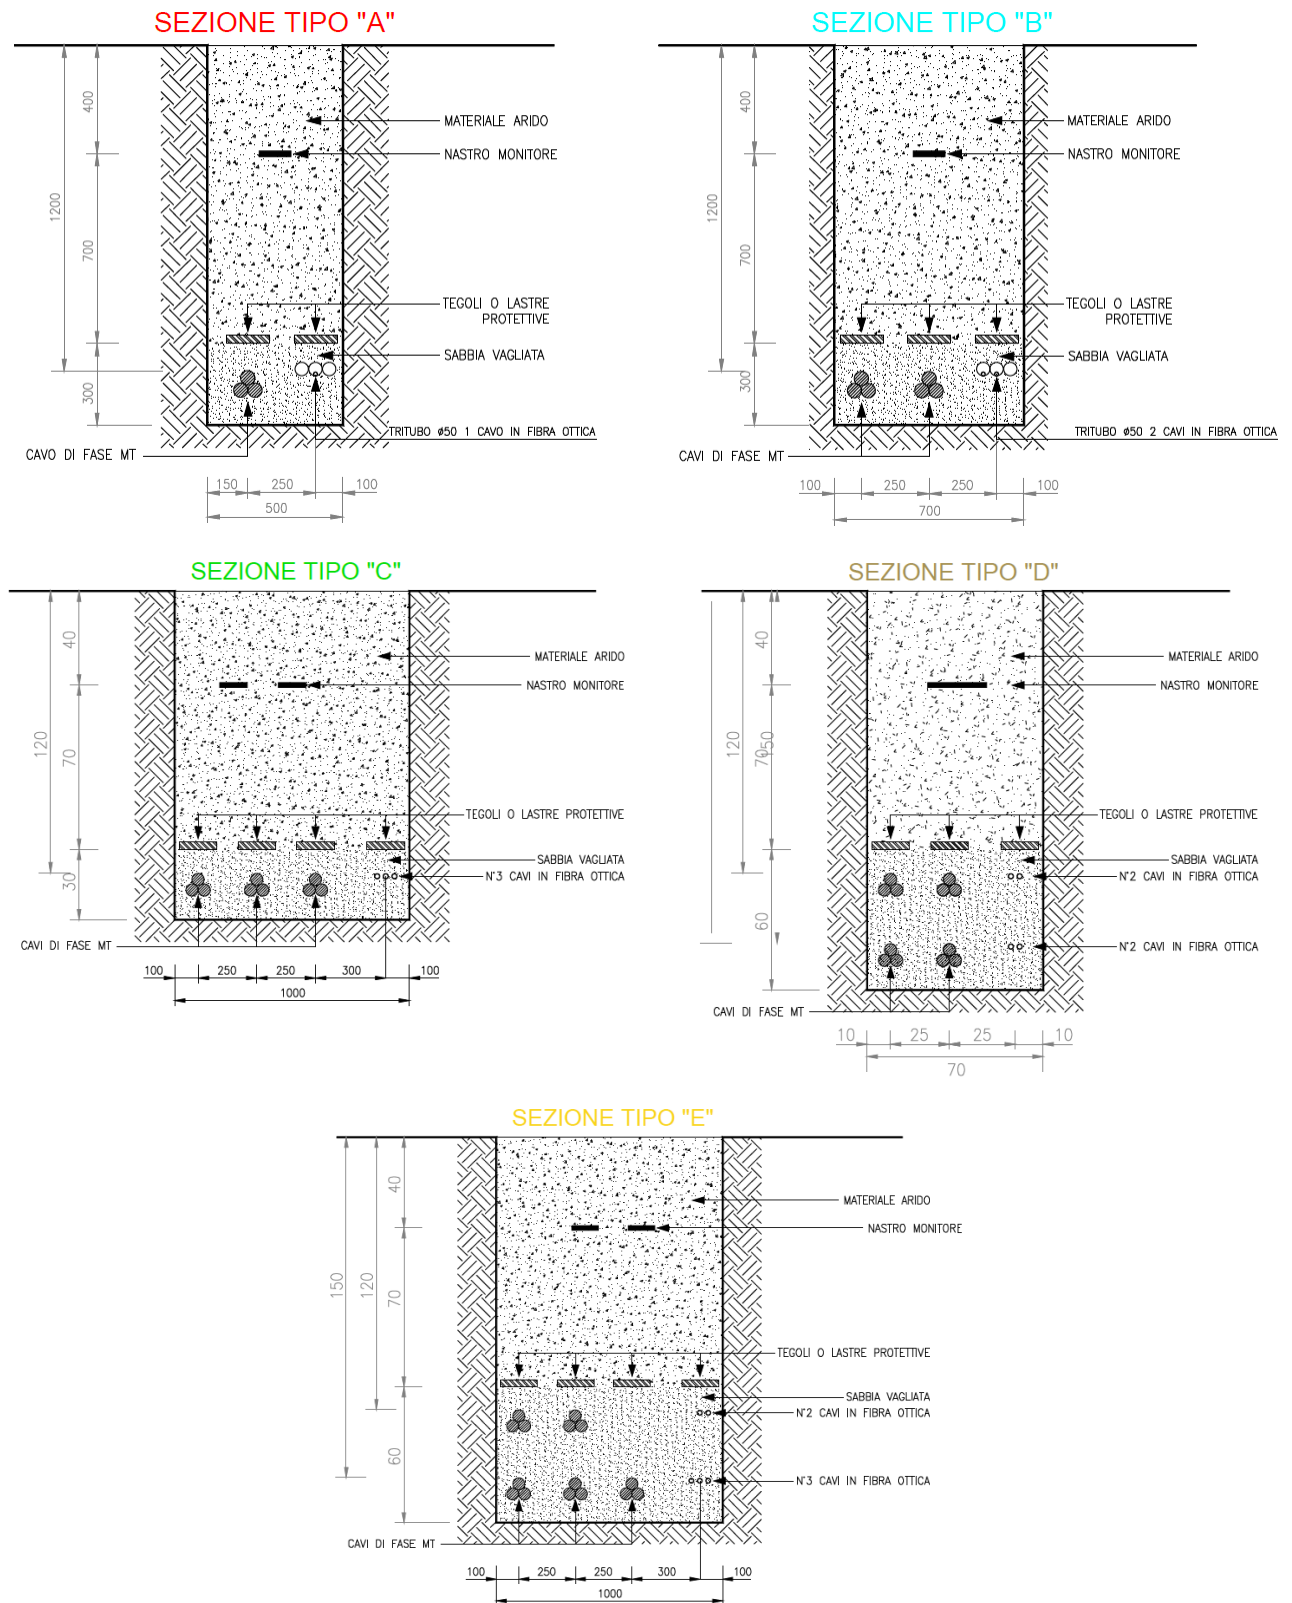 SEZIONE TIPO "A"
400
MATERIALE ARIDO
NASTRO MONITORE
1200
700
TEGOLI O LASTRE
PROTETTIVE
SABBIA VAGLIATA
300
TRITUBO ø50 1 CAVO IN FIBRA OTTICA
CAVO DI FASE MT
150 250 100
500
SEZIONE TIPO "B"
400
MATERIALE ARIDO
NASTRO MONITORE
1200
700
TEGOLI O LASTRE
PROTETTIVE
SABBIA VAGLIATA
300
TRITUBO ø50 2 CAVI IN FIBRA OTTICA
CAVI DI FASE MT
100 250 250 100
700
SEZIONE TIPO "C"
40
MATERIALE ARIDO
NASTRO MONITORE
120
70
TEGOLI O LASTRE PROTETTIVE
SABBIA VAGLIATA
30
N°3 CAVI IN FIBRA OTTICA
CAVI DI FASE MT
100 250 250 300 100
1000
SEZIONE TIPO "D"
40
MATERIALE ARIDO
NASTRO MONITORE
120
70
TEGOLI O LASTRE PROTETTIVE
SABBIA VAGLIATA
N°2 CAVI IN FIBRA OTTICA
60
N°2 CAVI IN FIBRA OTTICA
CAVI DI FASE MT
10 25 25 10
70
SEZIONE TIPO "E"
40
MATERIALE ARIDO
NASTRO MONITORE
150
120
70
TEGOLI O LASTRE PROTETTIVE
SABBIA VAGLIATA
N°2 CAVI IN FIBRA OTTICA
60
N°3 CAVI IN FIBRA OTTICA
CAVI DI FASE MT
100 250 250 300 100
1000